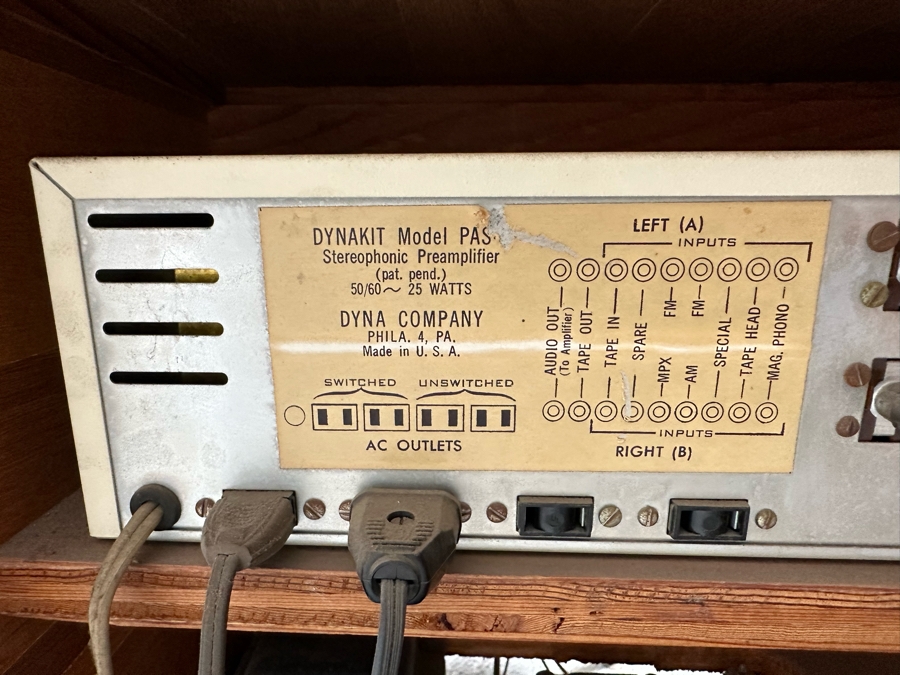 DYNAKIT Model PAS
Stereophonic Preamplifier
(pat. pend.)
50/60~ 25 WATTS
DYNA COMPANY
PHILA. 4, PA.
Made in U. S. A.
SWITCHED UNSWITCHED
AC OUTLETS
LEFT (A)
INPUTS
AUDIO OUT
(To Amplifier)
TAPE OUT
TAPE IN
SPARE
FM
MPX
FM
AM
SPECIAL
TAPE HEAD
MAG. PHONO
INPUTS
RIGHT (B)